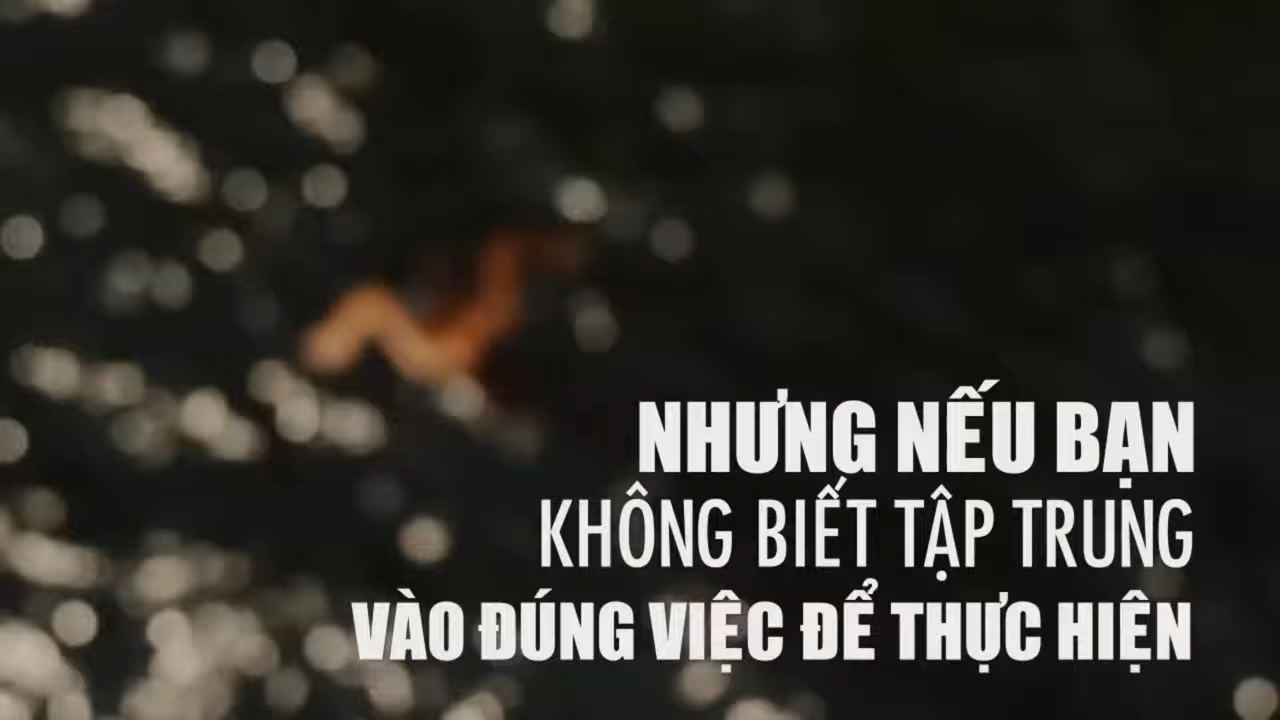 NHƯNG NẾU BẠN
KHÔNG BIẾT TẬP TRUNG
VÀO ĐÚNG VIỆC ĐỂ THỰC HIỆN